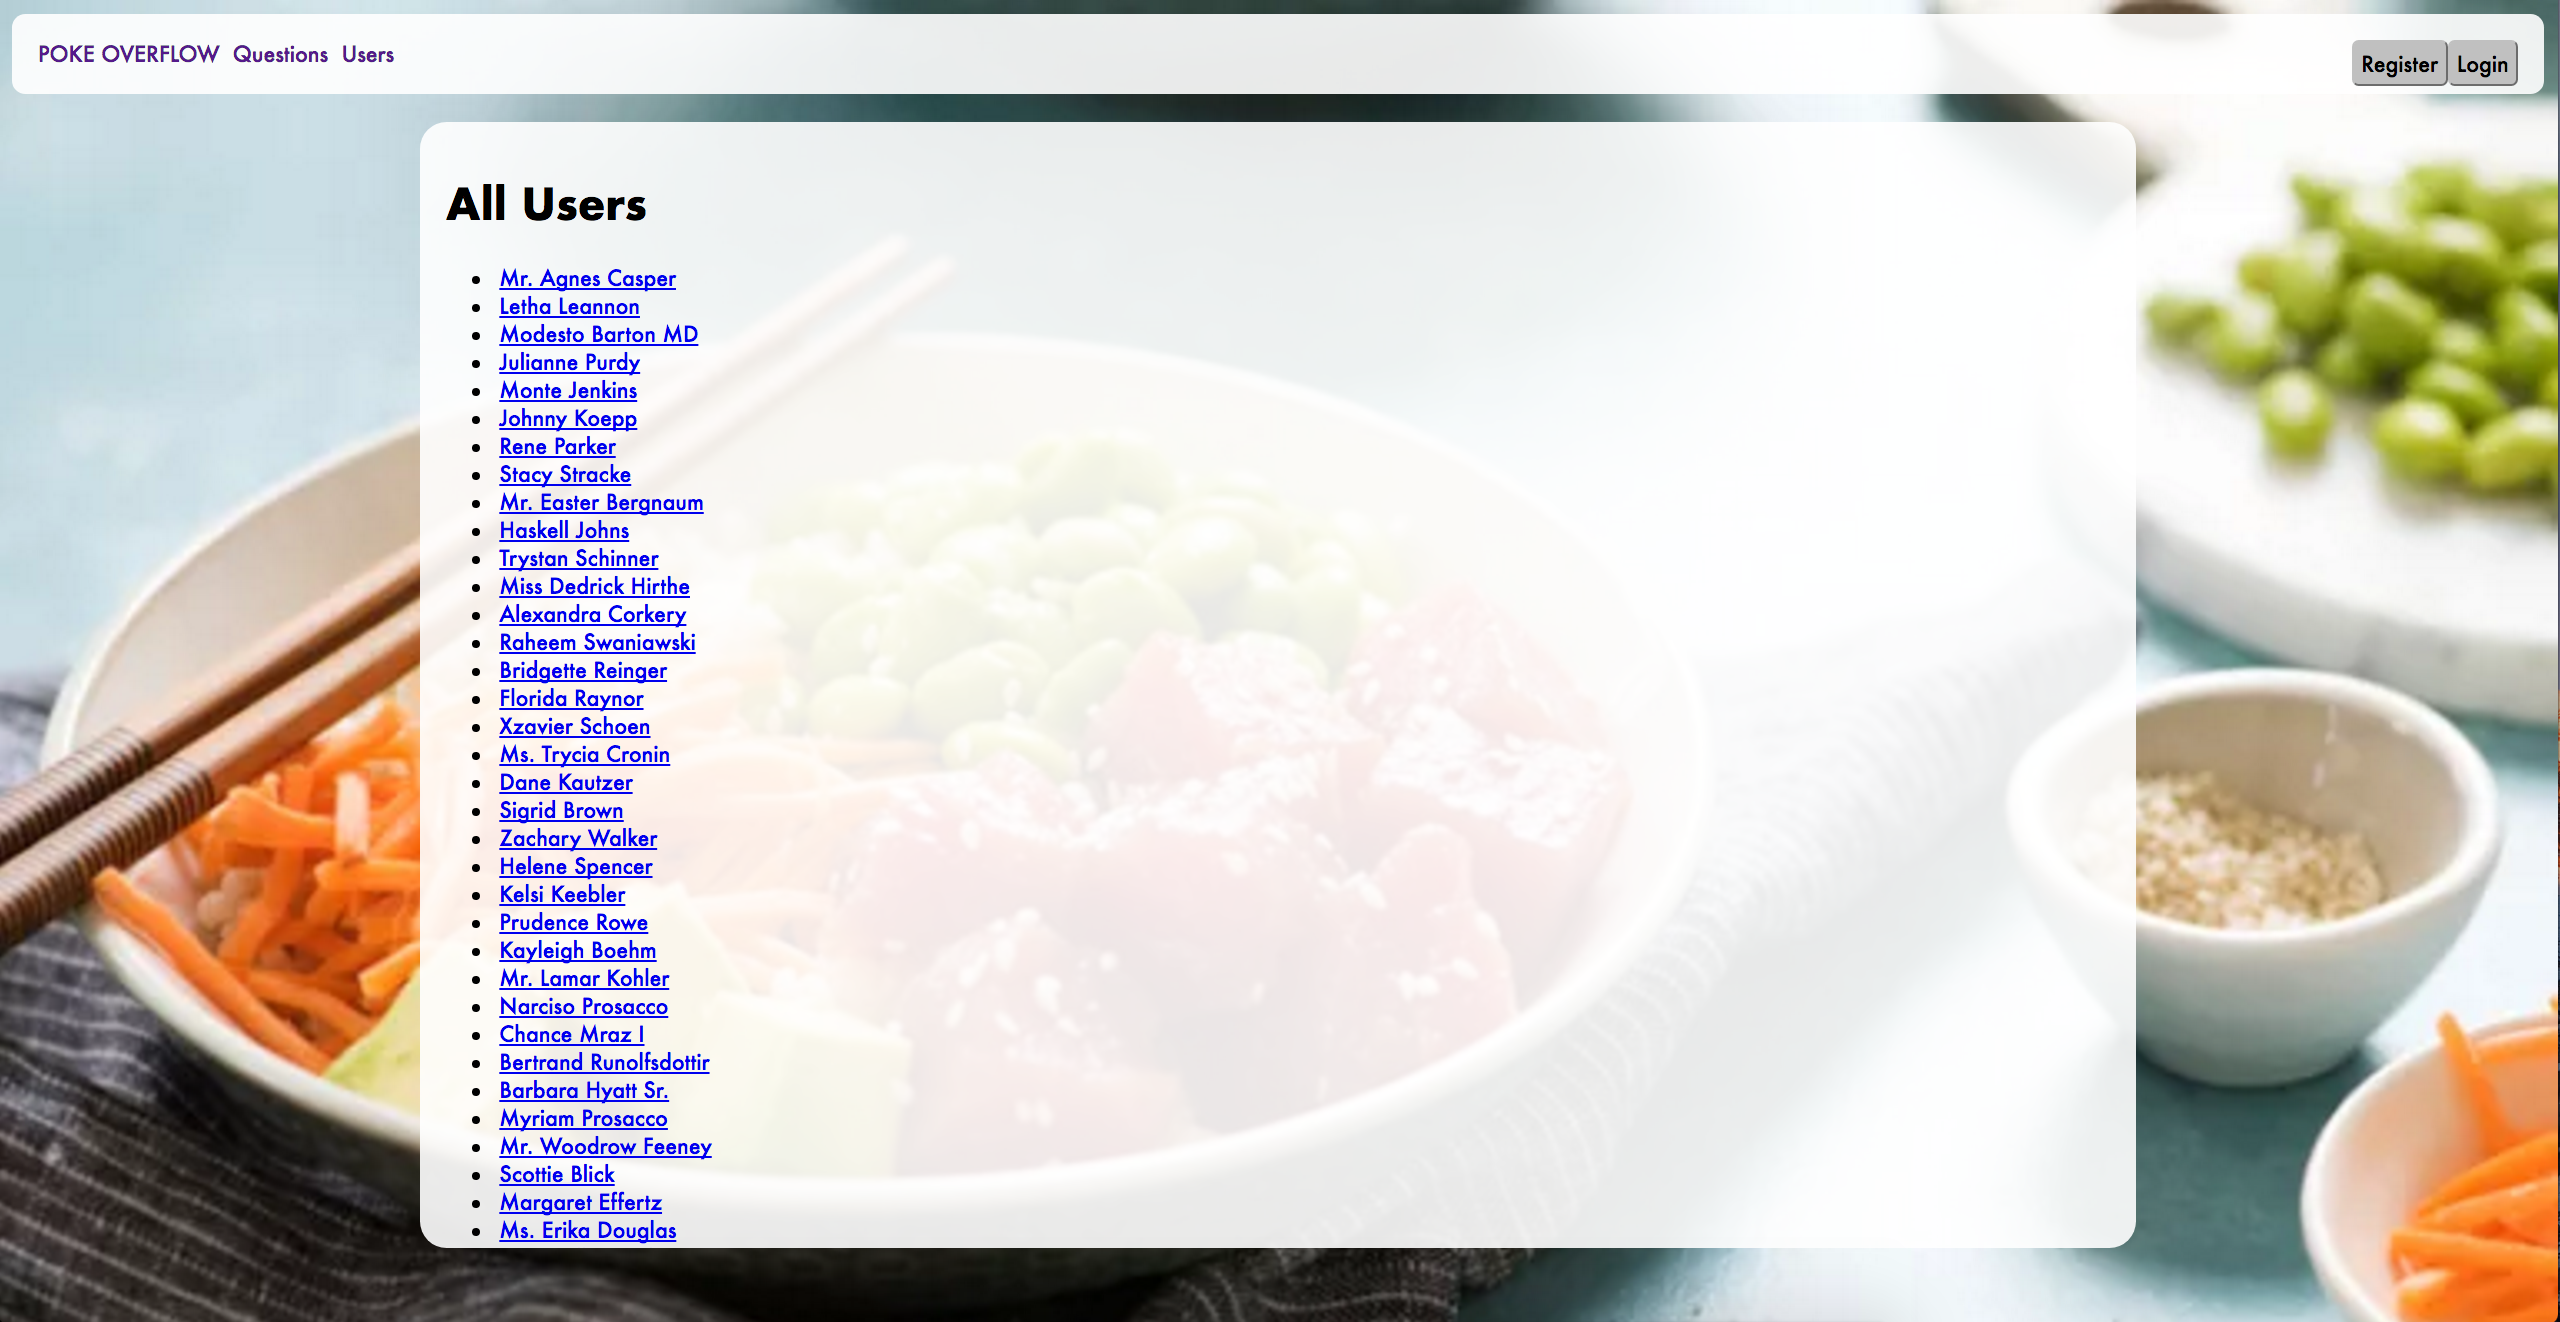 POKE OVERFLOW Questions Users Register Login
All Users
Mr. Agnes Casper
Letha Leannon
Modesto Barton MD
Julianne Purdy
Monte Jenkins
Johnny Koepp
Rene Parker
Stacy Stracke
Mr. Easter Bergnaum
Haskell Johns
Trystan Schinner
Miss Dedrick Hirthe
Alexandra Corkery
Raheem Swaniawski
Bridgette Reinger
Florida Raynor
Xzavier Schoen
Ms. Trycia Cronin
Dane Kautzer
Sigrid Brown
Zachary Walker
Helene Spencer
Kelsi Keebler
Prudence Rowe
Kayleigh Boehm
Mr. Lamar Kohler
Narciso Prosacco
Chance Mraz I
Bertrand Runolfsdottir
Barbara Hyatt Sr.
Myriam Prosacco
Mr. Woodrow Feeney
Scottie Blick
Margaret Effertz
Ms. Erika Douglas